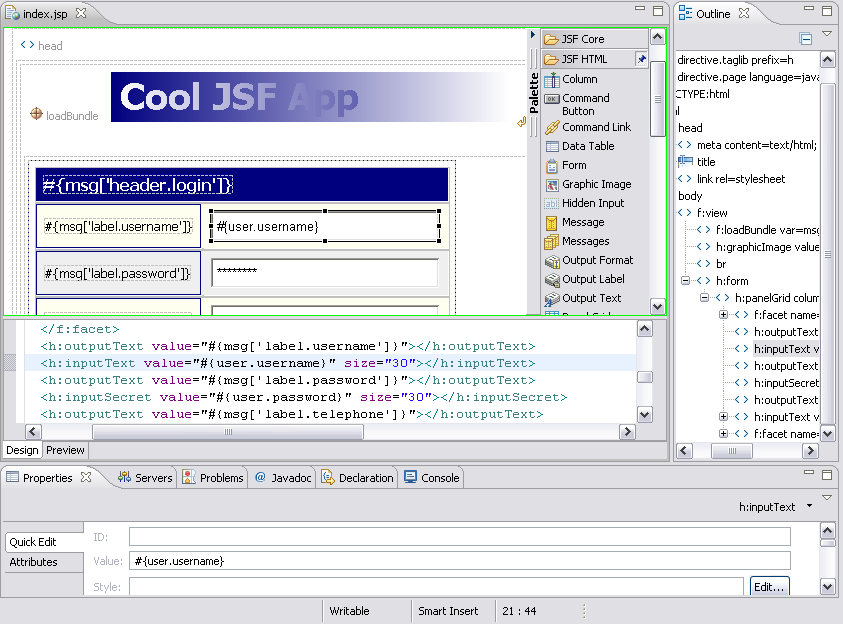 index.jsp
head
loadBundle
Cool JSF App
#{msg['header.login']}
#{msg['label.username']}
#{user.username}
#{msg['label.password']}
********
Palette
JSF Core
JSF HTML
Column
Command
Button
Command Link
Data Table
Form
Graphic Image
Hidden Input
Message
Messages
Output Format
Output Label
Output Text
Panel Grid
</f:facet>
<h:outputText value="#{msg['label.username']}"></h:outputText>
<h:inputText value="#{user.username}" size="30"></h:inputText>
<h:outputText value="#{msg['label.password']}"></h:outputText>
<h:inputSecret value="#{user.password}" size="30"></h:inputSecret>
<h:outputText value="#{msg['label.telephone']}"></h:outputText>
Design
Preview
Outline
directive.taglib prefix=h
directive.page language=java
CTYPE:html
l
head
meta content=text/html;
title
link rel=stylesheet
body
f:view
f:loadBundle var=msg
h:graphicImage value
br
h:form
h:panelGrid colum
f:facet name=
h:outputText
h:inputText v
h:outputText
h:inputSecret
h:outputText
h:inputText v
f:facet name=
Properties
Servers
Problems
@ Javadoc
Declaration
Console
h:inputText
Quick Edit
Attributes
ID:
Value:
#{user.username}
Style:
Edit...
Writable
Smart Insert
21 : 44